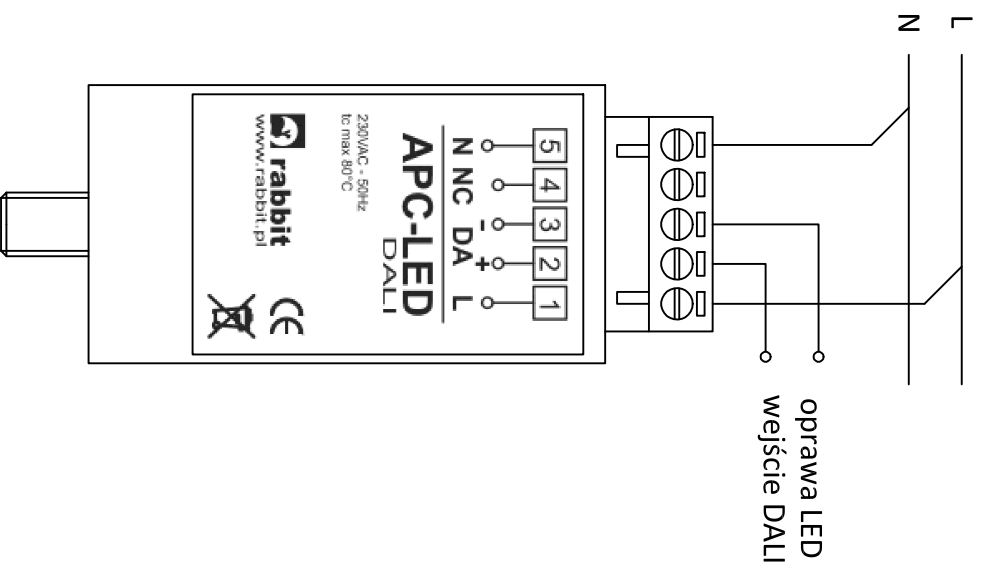 L
N
oprawa LED
wejście DALI
5 4 3 2 1
N NC - DA + L
APC-LED
DALI
230VAC - 50Hz
tc max 80°C
rabbit
www.rabbit.pl
CE